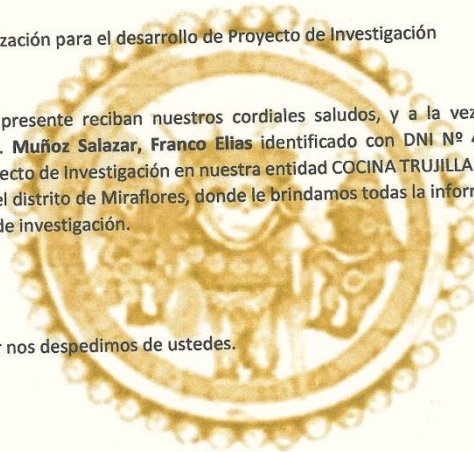 zación para el desarrollo de Proyecto de Investigación
presente reciban nuestros cordiales saludos, y a la vez
. Muñoz Salazar, Franco Elias identificado con DNI Nº
ecto de Investigación en nuestra entidad COCINA TRUJILLA
el distrito de Miraflores, donde le brindamos todas la inform
de investigación.
nos despedimos de ustedes.